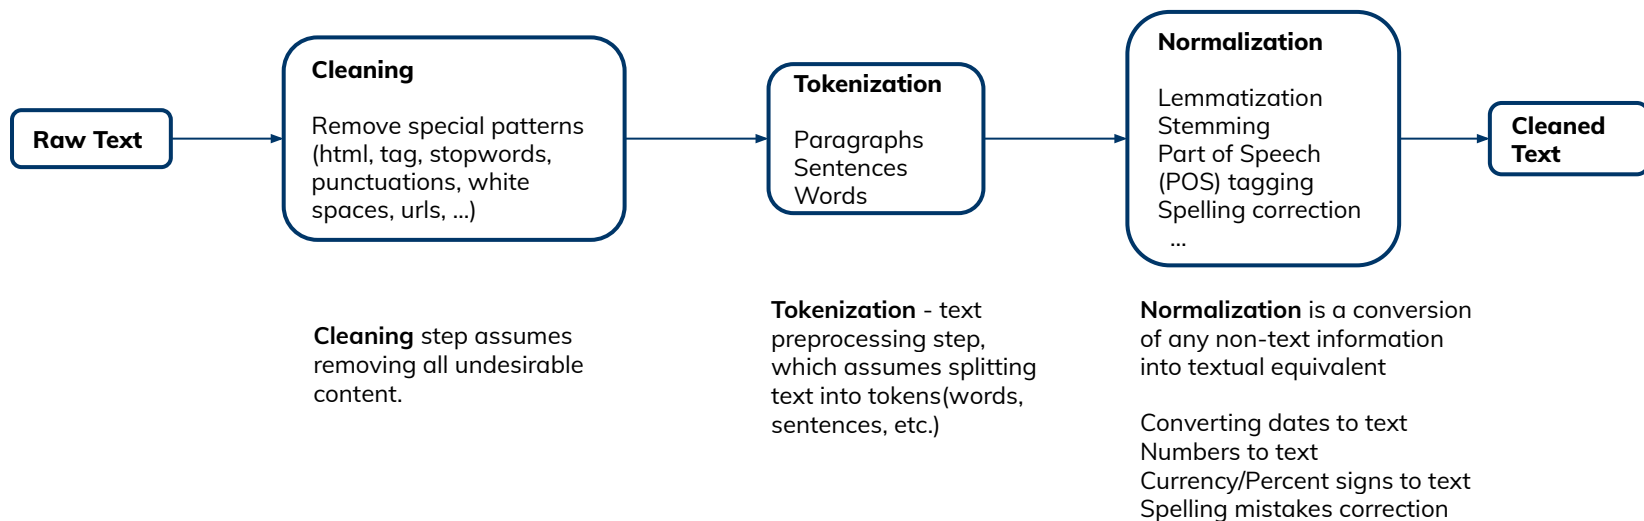 Raw Text
Cleaning
Remove special patterns
(html, tag, stopwords,
punctuations, white
spaces, urls, ...)
Tokenization
Paragraphs
Sentences
Words
Normalization
Lemmatization
Stemming
Part of Speech
(POS) tagging
Spelling correction
...
Cleaned
Text
Cleaning step assumes
removing all undesirable
content.
Tokenization - text
preprocessing step,
which assumes splitting
text into tokens(words,
sentences, etc.)
Normalization is a conversion
of any non-text information
into textual equivalent
Converting dates to text
Numbers to text
Currency/Percent signs to text
Spelling mistakes correction